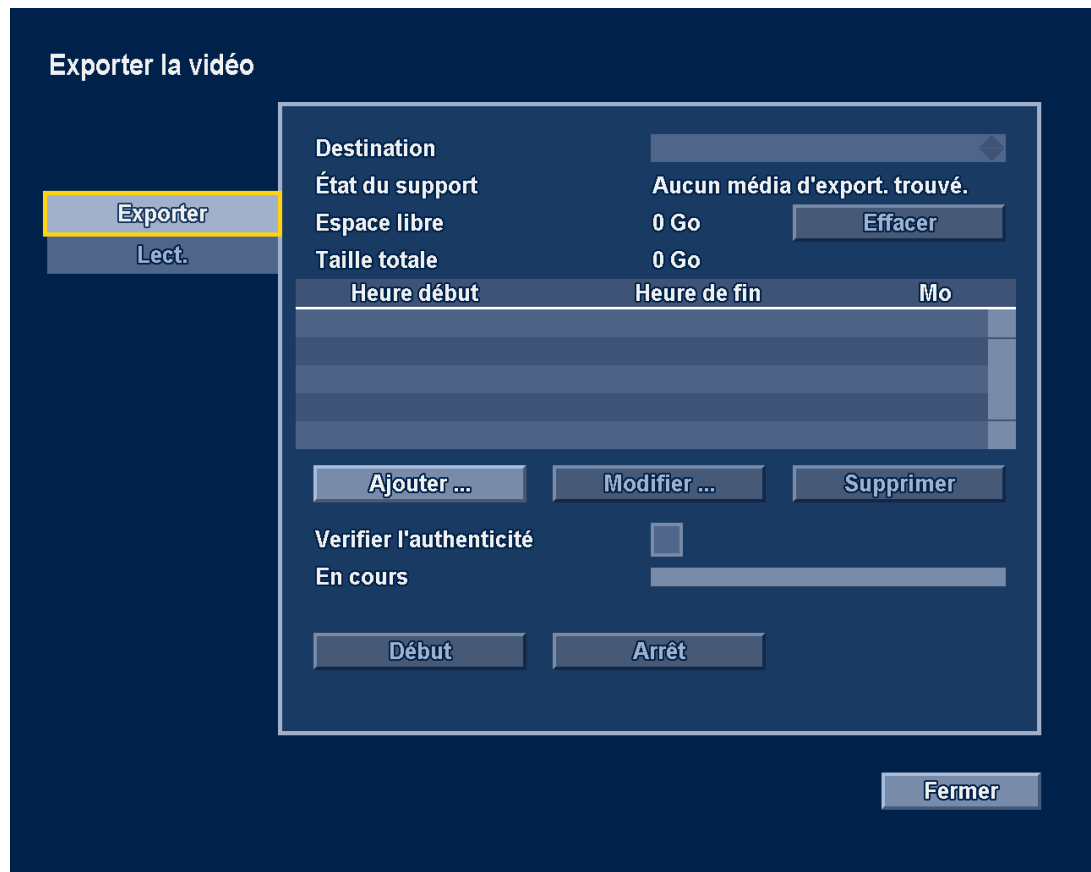 Exporter la vidéo
Destination
État du support Aucun média d'export. trouvé.
Exporter
Espace libre 0 Go Effacer
Lect.
Taille totale 0 Go
Heure début Heure de fin Mo
Ajouter ... Modifier ... Supprimer
Verifier l'authenticité
En cours
Début Arrêt
Fermer